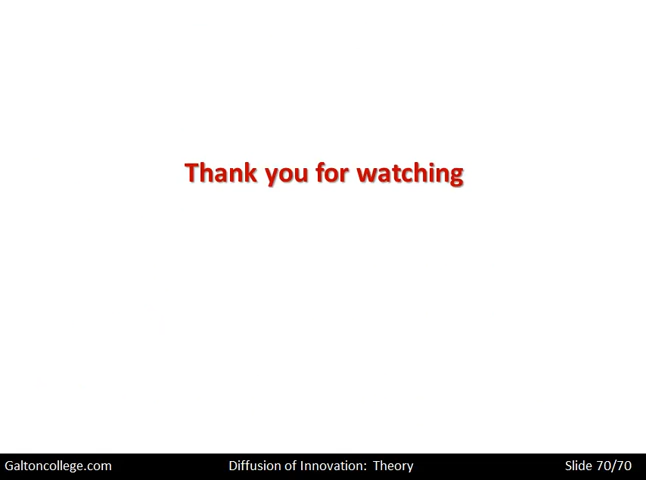 Thank you for watching
Galtoncollege.com Diffusion of Innovation: Theory Slide 70/70